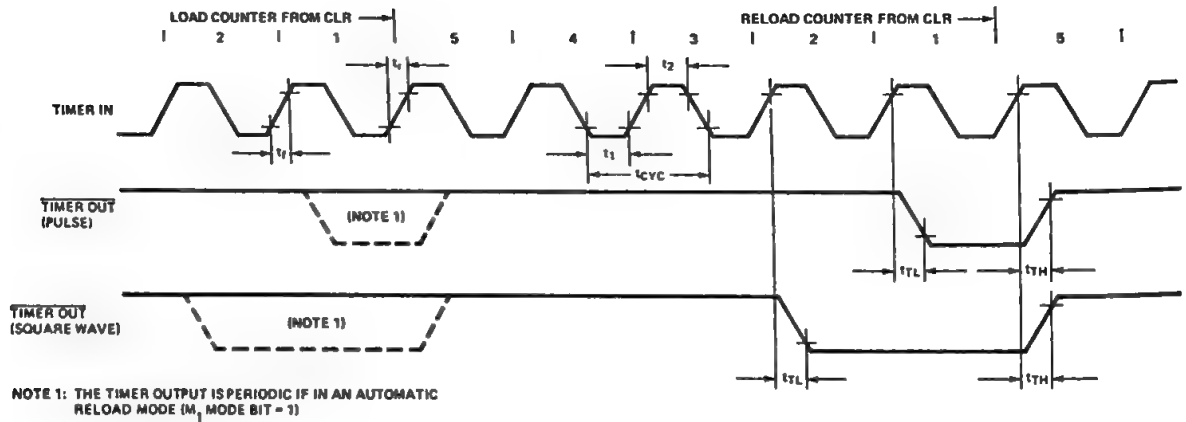 LOAD COUNTER FROM CLR
RELOAD COUNTER FROM CLR
2 1 5 4 3 2 1 5
tr
t2
TIMER IN
tf
t1
tCYC
TIMER OUT
(PULSE)
(NOTE 1)
tTL
tTH
TIMER OUT
(SQUARE WAVE)
(NOTE 1)
tTL
tTH
NOTE 1: THE TIMER OUTPUT IS PERIODIC IF IN AN AUTOMATIC
RELOAD MODE (M1 MODE BIT = 1)